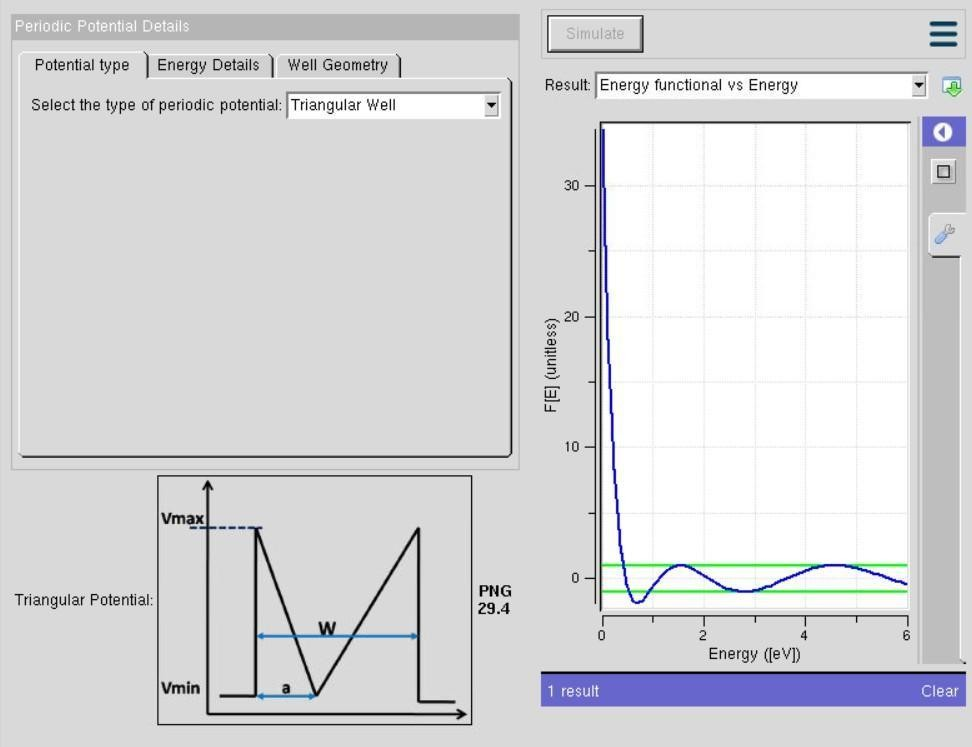 Periodic Potential Details
Potential type
Energy Details
Well Geometry
Select the type of periodic potential: Triangular Well
Triangular Potential:
Vmax
W
Vmin
a
PNG
29.4
Simulate
Result: Energy functional vs Energy
F[E] (unitless)
30
20
10
0
0 2 4 6
Energy ([eV])
1 result
Clear